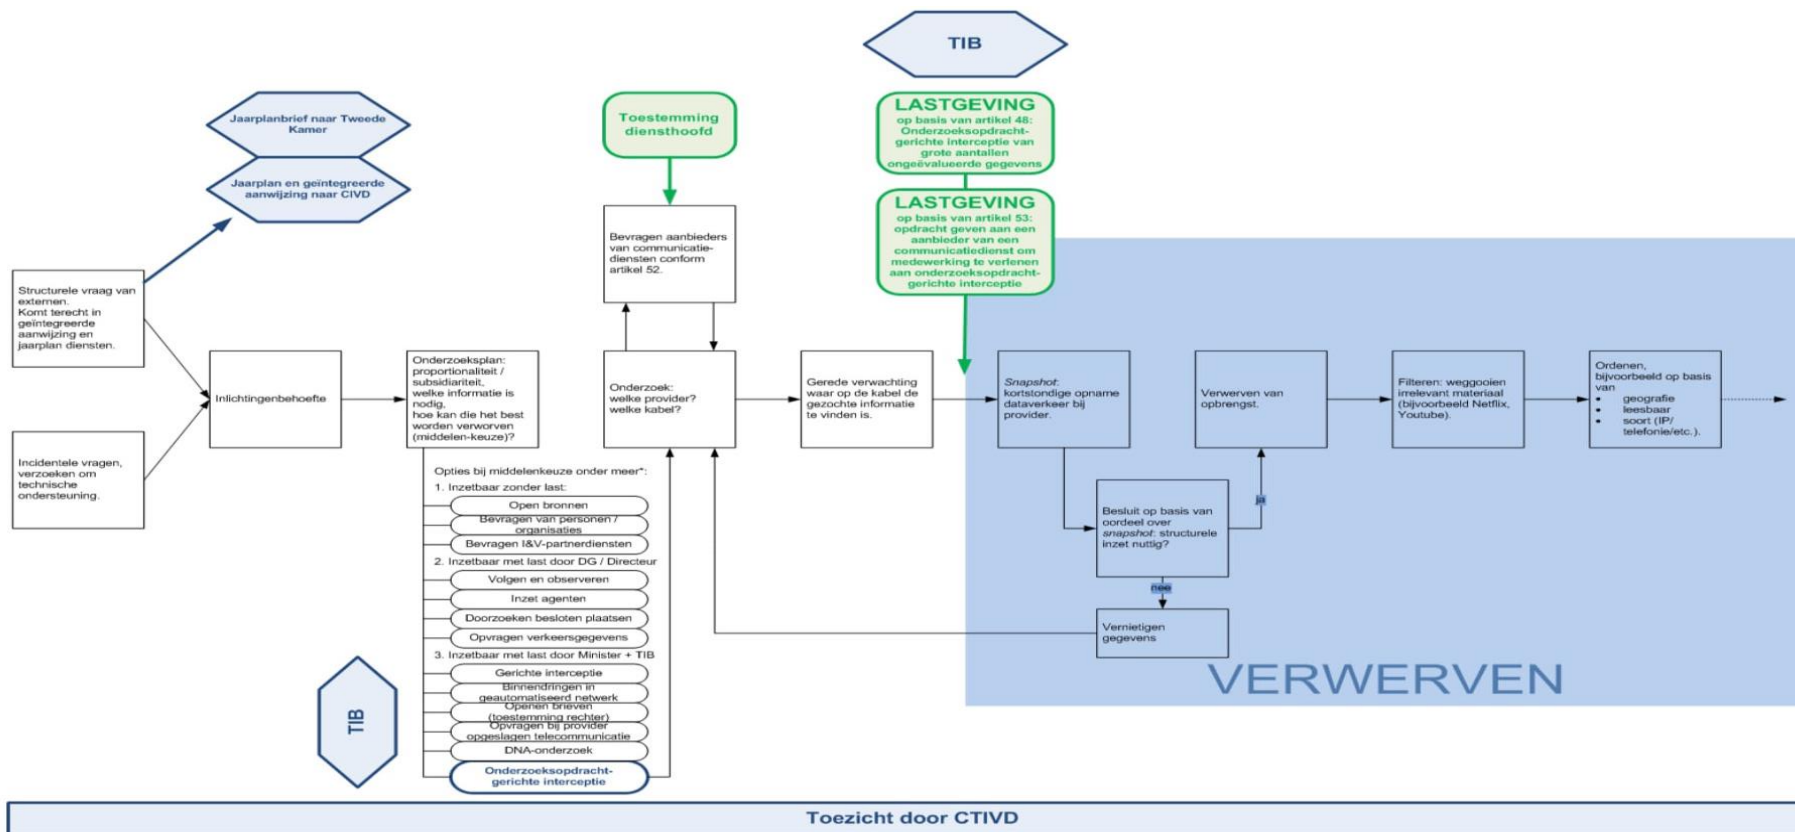 TIB
Jaarplanbrief naar Tweede
Kamer
Jaarplan en geïntegreerde
aanwijzing naar CIVD
Toestemming
diensthoofd
LASTGEVING
op basis van artikel 48:
Onderzoeksopdracht-
gerichte interceptie van
grote aantallen
ongeëvalueerde gegevens
LASTGEVING
op basis van artikel 53:
opdracht geven aan een
aanbieder van een
communicatiedienst om
medewerking te verlenen
aan onderzoeksopdracht-
gerichte interceptie
Bevragen aanbieders
van communicatie-
diensten conform
artikel 52.
Structurele vraag van
externen.
Komt terecht in
geïntegreerde
aanwijzing en
jaarplan diensten.
Incidentele vragen,
verzoeken om
technische
ondersteuning.
Inlichtingenbehoefte
Onderzoeksplan:
proportionaliteit /
subsidiariteit,
welke informatie is
nodig,
hoe kan die het best
worden verworven
(middelen-keuze)?
Onderzoek:
welke provider?
welke kabel?
Gerede verwachting
waar op de kabel de
gezochte informatie
te vinden is.
Snapshot:
kortstondige opname
dataverkeer bij
provider.
Verwerven van
opbrengst.
Filteren: weggooien
irrelevant materiaal
(bijvoorbeeld Netflix,
Youtube).
Ordenen,
bijvoorbeeld op basis
van
• geografie
• leesbaar
• soort (IP/
telefonie/etc.).
Opties bij middelenkeuze onder meer*:
1. Inzetbaar zonder last:
Open bronnen
Bevragen van personen /
organisaties
Bevragen I&V-partnerdiensten
2. Inzetbaar met last door DG / Directeur
Volgen en observeren
Inzet agenten
Doorzoeken besloten plaatsen
Opvragen verkeersgegevens
3. Inzetbaar met last door Minister + TIB
Gerichte interceptie
Binnendringen in
geautomatiseerd netwerk
Openen brieven
(toestemming rechter)
Opvragen bij provider
opgeslagen telecommunicatie
DNA-onderzoek
Onderzoeksopdracht-
gerichte interceptie
TIB
Besluit op basis van
oordeel over
snapshot: structurele
inzet nuttig?
ja
nee
Vernietigen
gegevens
VERWERVEN
Toezicht door CTIVD